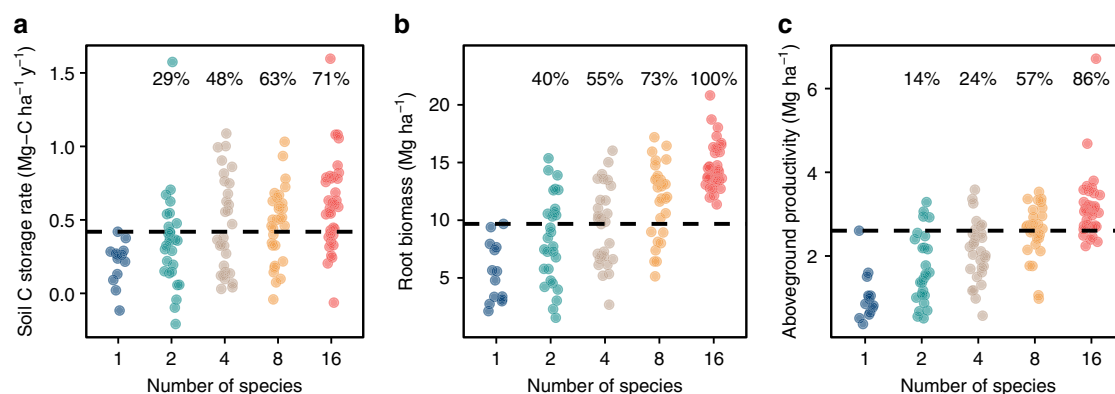 a
Soil C storage rate (Mg−C ha⁻¹ y⁻¹)
1.5
1.0
0.5
0.0
29% 48% 63% 71%
1 2 4 8 16
Number of species
b
Root biomass (Mg ha⁻¹)
20
15
10
5
40% 55% 73% 100%
1 2 4 8 16
Number of species
c
Aboveground productivity (Mg ha⁻¹)
6
4
2
14% 24% 57% 86%
1 2 4 8 16
Number of species